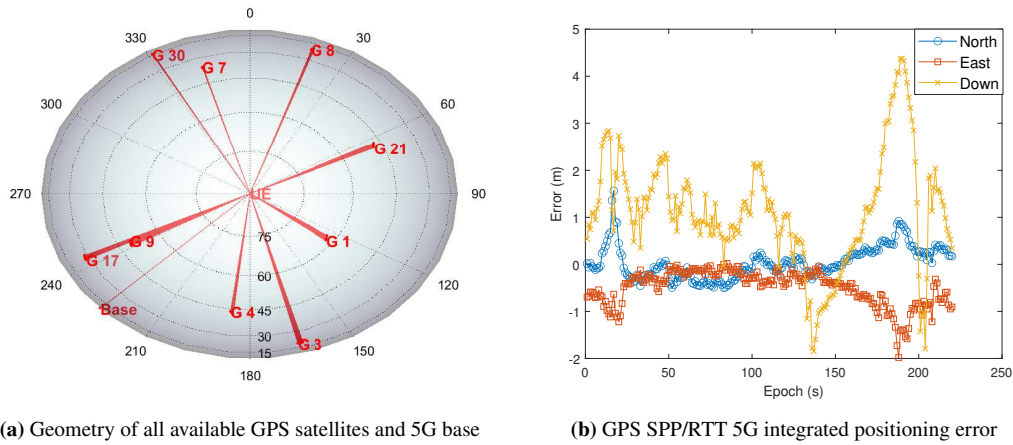 0
330
30
G 30
G 8
G 7
300
60
G 21
270
UE
90
75
G 1
G 9
60
G 17
240
120
Base
45
G 4
30
G 3
15
210
150
180
Error (m)
5
4
3
2
1
0
-1
-2
0
50
100
150
200
250
Epoch (s)
North
East
Down
(a) Geometry of all available GPS satellites and 5G base
(b) GPS SPP/RTT 5G integrated positioning error